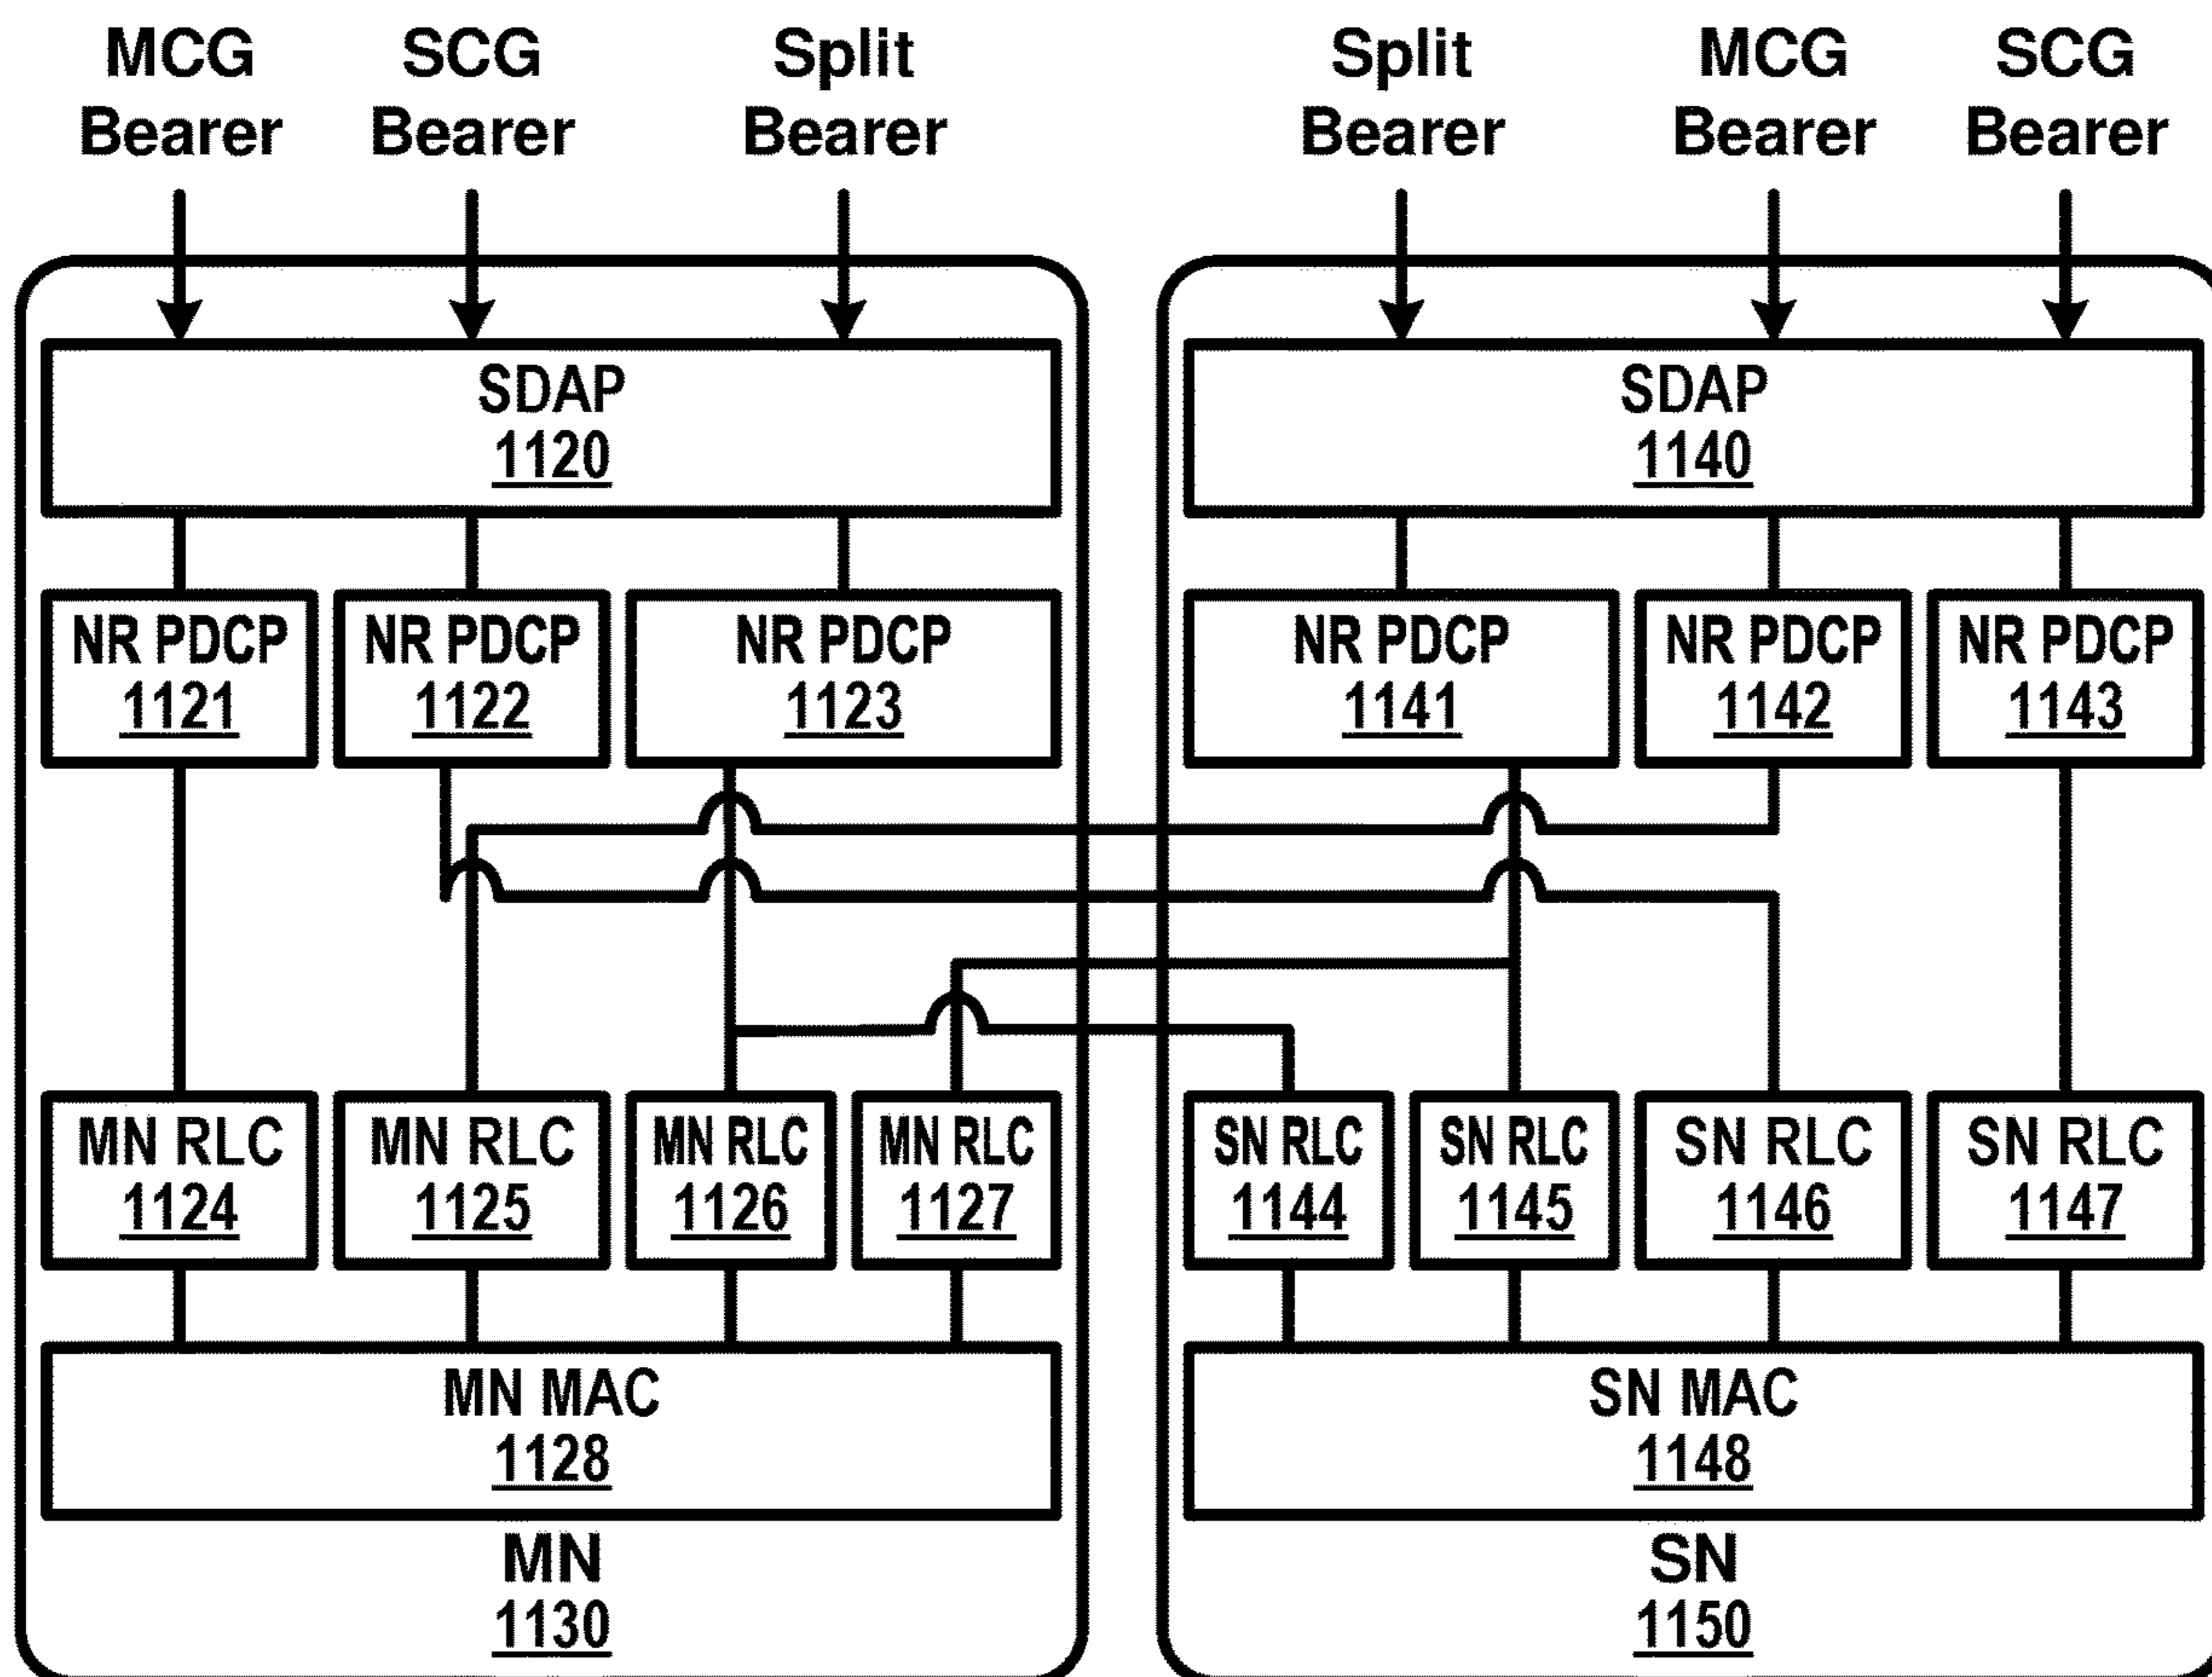 MCG Bearer
SCG Bearer
Split Bearer
Split Bearer
MCG Bearer
SCG Bearer
SDAP
1120
SDAP
1140
NR PDCP
1121
NR PDCP
1122
NR PDCP
1123
NR PDCP
1141
NR PDCP
1142
NR PDCP
1143
MN RLC
1124
MN RLC
1125
MN RLC
1126
MN RLC
1127
SN RLC
1144
SN RLC
1145
SN RLC
1146
SN RLC
1147
MN MAC
1128
SN MAC
1148
MN
1130
SN
1150